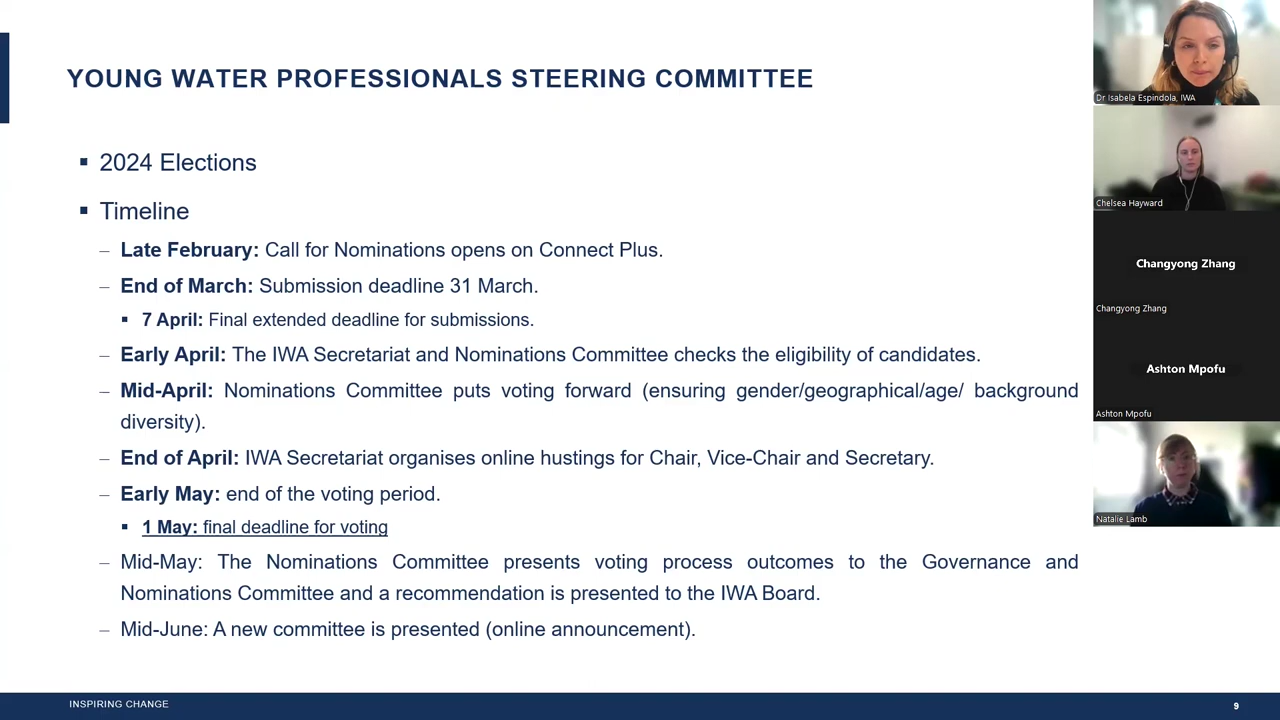 YOUNG WATER PROFESSIONALS STEERING COMMITTEE
▪ 2024 Elections
▪ Timeline
– Late February: Call for Nominations opens on Connect Plus.
– End of March: Submission deadline 31 March.
▪ 7 April: Final extended deadline for submissions.
– Early April: The IWA Secretariat and Nominations Committee checks the eligibility of candidates.
– Mid-April: Nominations Committee puts voting forward (ensuring gender/geographical/age/ background
diversity).
– End of April: IWA Secretariat organises online hustings for Chair, Vice-Chair and Secretary.
– Early May: end of the voting period.
▪ 1 May: final deadline for voting
– Mid-May: The Nominations Committee presents voting process outcomes to the Governance and
Nominations Committee and a recommendation is presented to the IWA Board.
– Mid-June: A new committee is presented (online announcement).
INSPIRING CHANGE
9
Dr Isabela Espindola, IWA
Chelsea Hayward
Changyong Zhang
Changyong Zhang
Ashton Mpofu
Ashton Mpofu
Natalie Lamb